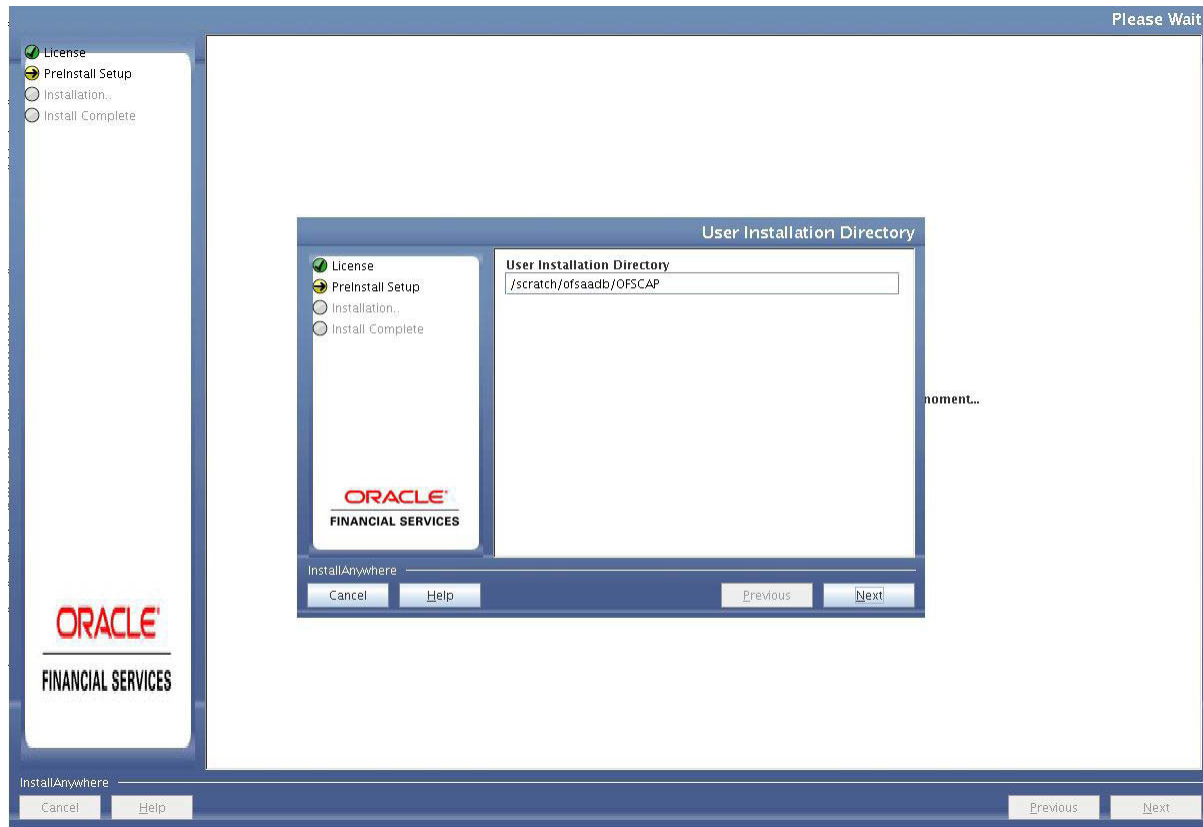 Please Wait
License
PreInstall Setup
Installation..
Install Complete
User Installation Directory
License
PreInstall Setup
Installation..
Install Complete
User Installation Directory
/scratch/ofsaadb/OFSCAP
ORACLE
FINANCIAL SERVICES
InstallAnywhere
Cancel
Help
Previous
Next
moment...
ORACLE
FINANCIAL SERVICES
InstallAnywhere
Cancel
Help
Previous
Next